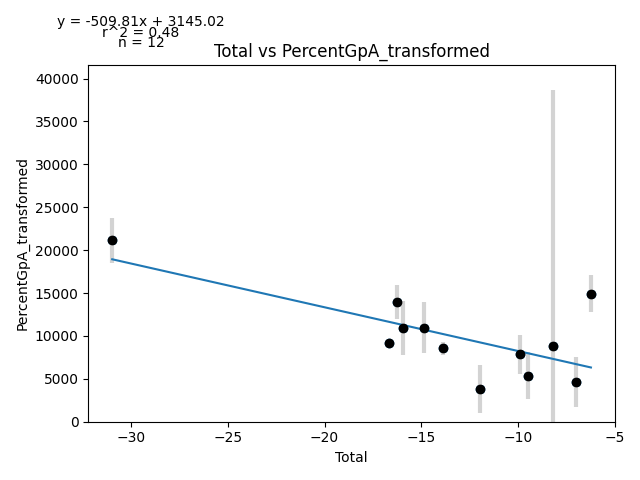 y = -509.81x + 3145.02
r^2 = 0.48
n = 12
Total vs PercentGpA_transformed
40000
35000
30000
25000
20000
15000
10000
5000
0
PercentGpA_transformed
−30
−25
−20
−15
−10
−5
Total